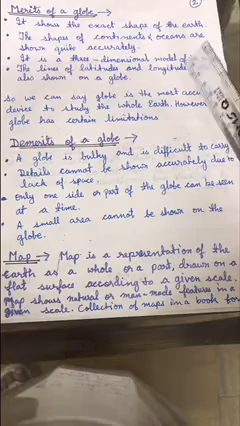 Merits of a globe →
②
• It shows the exact shape of the earth.
• The shapes of continents & oceans are
shown quite accurately.
• It is a three-dimensional model of
• The lines of latitudes and longitudes
also shown on a globe.
So we can say globe is the most accu
device to study the whole Earth. However
globe has certain limitations
Demerits of a globe →
• A globe is bulky and is difficult to carry
• Details cannot be shown accurately due to
lack of space.
• Only one side or part of the globe can be seen
at a time.
• A small area cannot be shown on the
globe.
Map → Map is a representation of the
Earth as a whole or a part, drawn on a
flat surface according to a given scale.
Map shows natural or man-made feature in a
given scale. Collection of maps in a book for